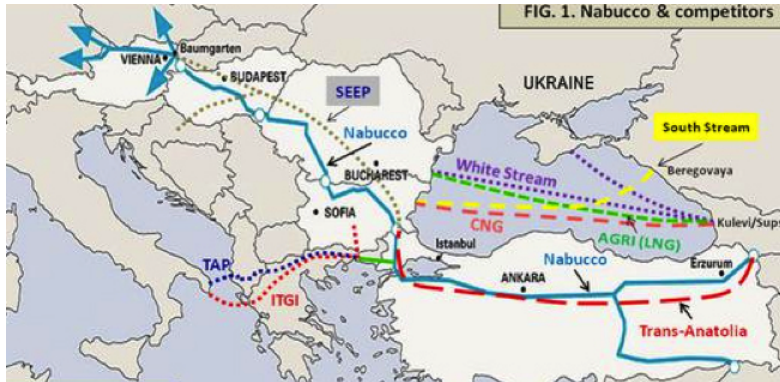 FIG. 1. Nabucco & competitors
Baumgarten
VIENNA
BUDAPEST
UKRAINE
SEEP
South Stream
Nabucco
White Stream
Beregovaya
BUCHAREST
SOFIA
CNG
AGRI (LNG)
Kulevi/Sups
Istanbul
TAP
Nabucco
Erzurum
ANKARA
ITGI
Trans-Anatolia